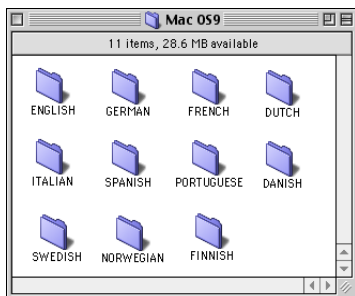 Mac OS9
11 items, 28.6 MB available
ENGLISH GERMAN FRENCH DUTCH
ITALIAN SPANISH PORTUGUESE DANISH
SWEDISH NORWEGIAN FINNISH